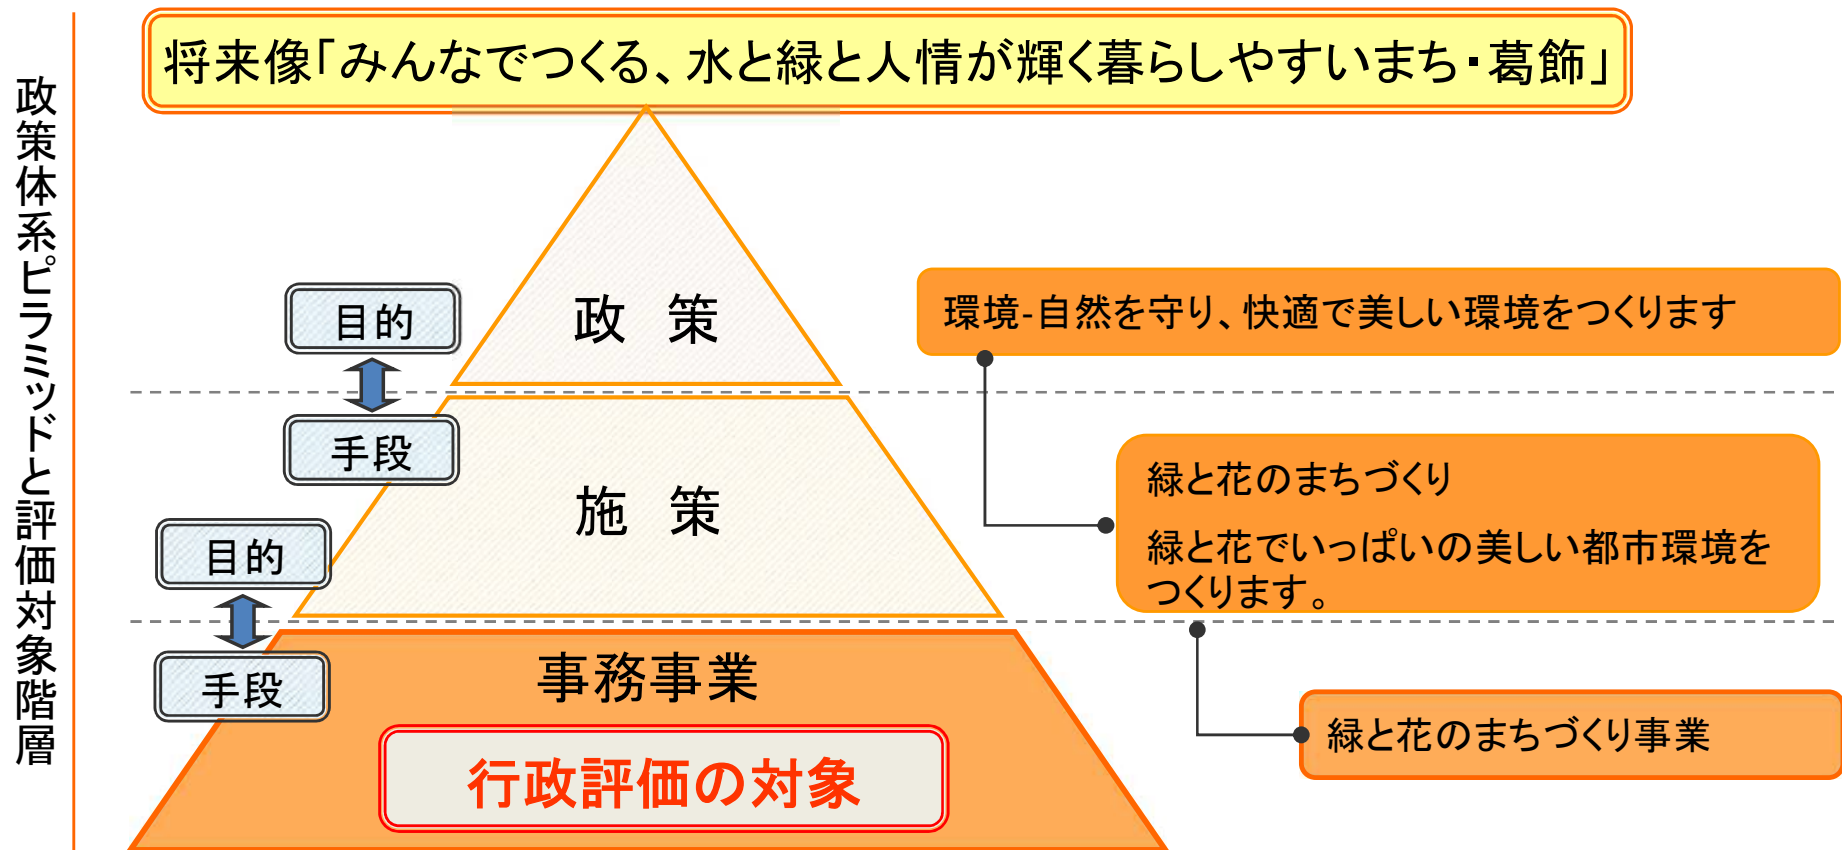 政策体系ピラミッドと評価対象階層
将来像「みんなでつくる、水と緑と人情が輝く暮らしやすいまち・葛飾」
目的
政　策
環境-自然を守り、快適で美しい環境をつくります
手段
施　策
緑と花のまちづくり
緑と花でいっぱいの美しい都市環境を
つくります。
目的
手段
事務事業
緑と花のまちづくり事業
行政評価の対象